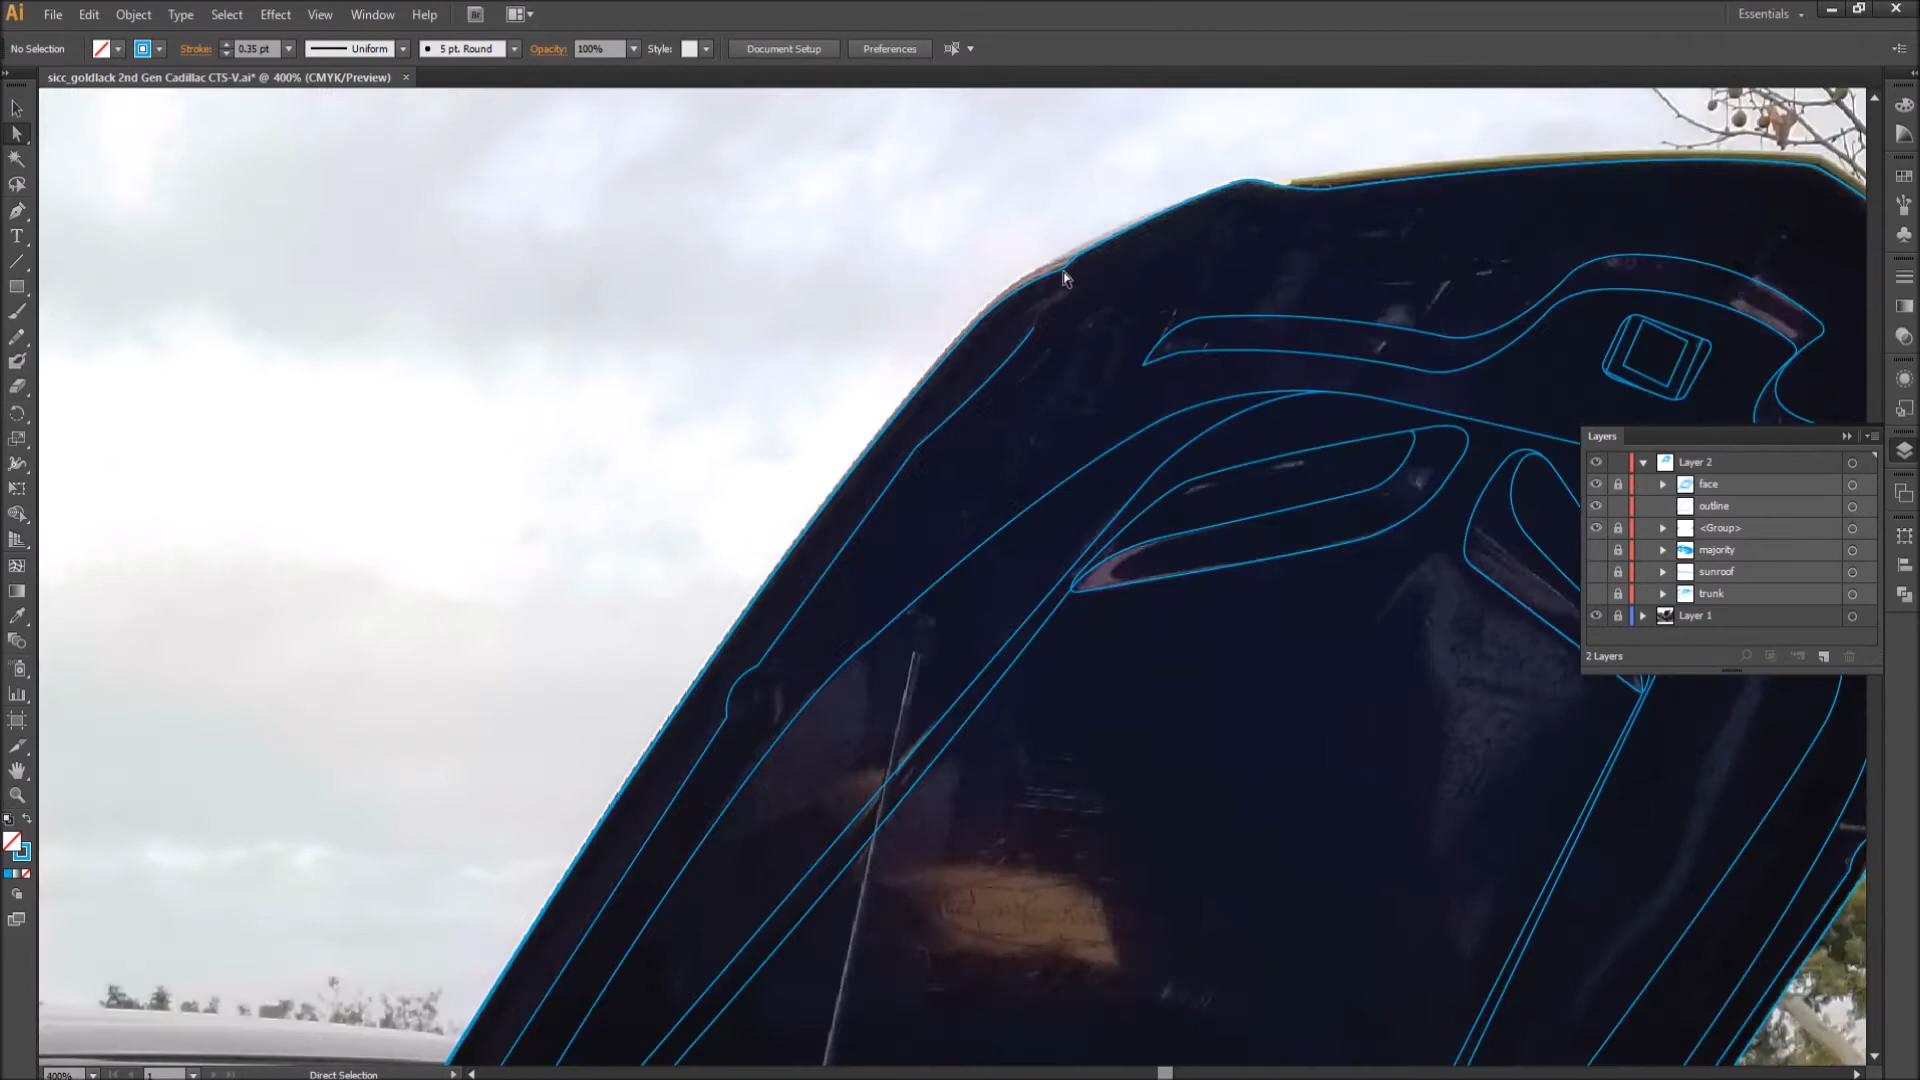 Ai File Edit Object Type Select Effect View Window Help Br Essentials
No Selection Stroke: 0.35 pt Uniform 5 pt. Round Opacity: 100% Style: Document Setup Preferences
sicc_goldlack 2nd Gen Cadillac CTS-V.ai* @ 400% (CMYK/Preview) ×
Layers
Layer 2
face
outline
<Group>
majority
sunroof
trunk
Layer 1
2 Layers
400% 1 Direct Selection